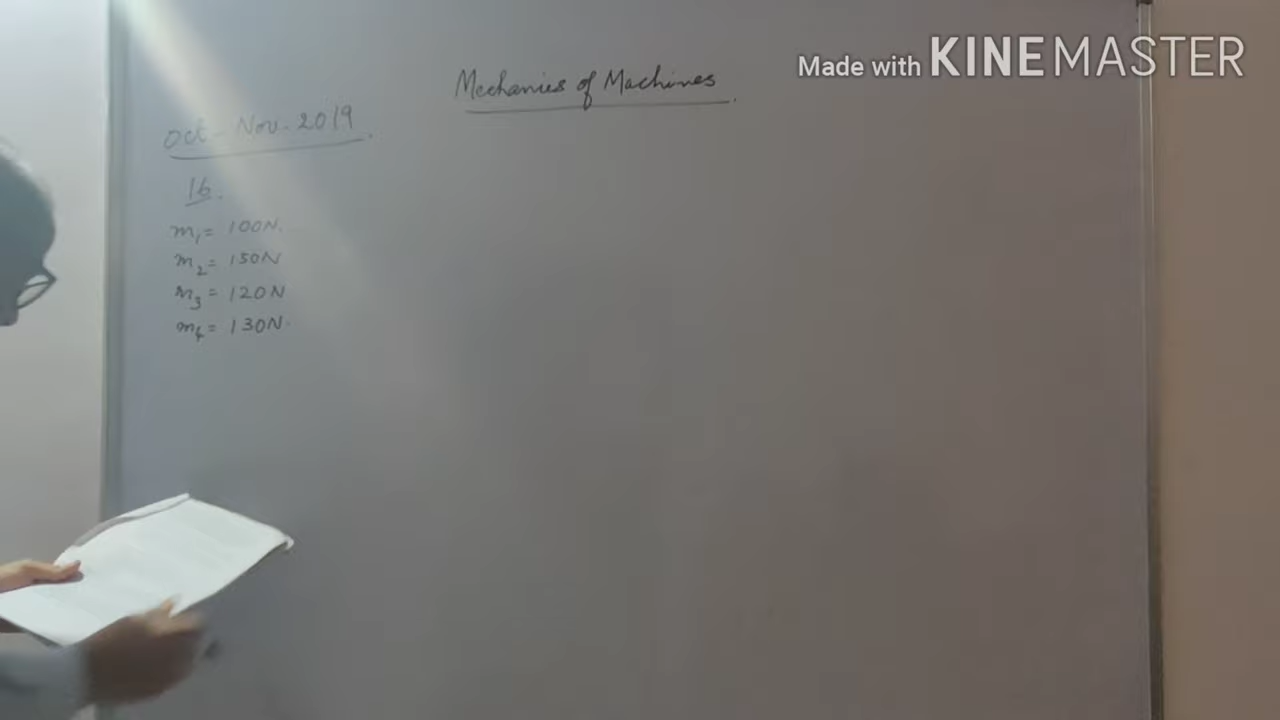 Made with KINEMASTER
Mechanics of Machines.
Oct - Nov - 2019.
16.
m1 = 100N.
m2 = 150N
m3 = 120N
m4 = 130N.